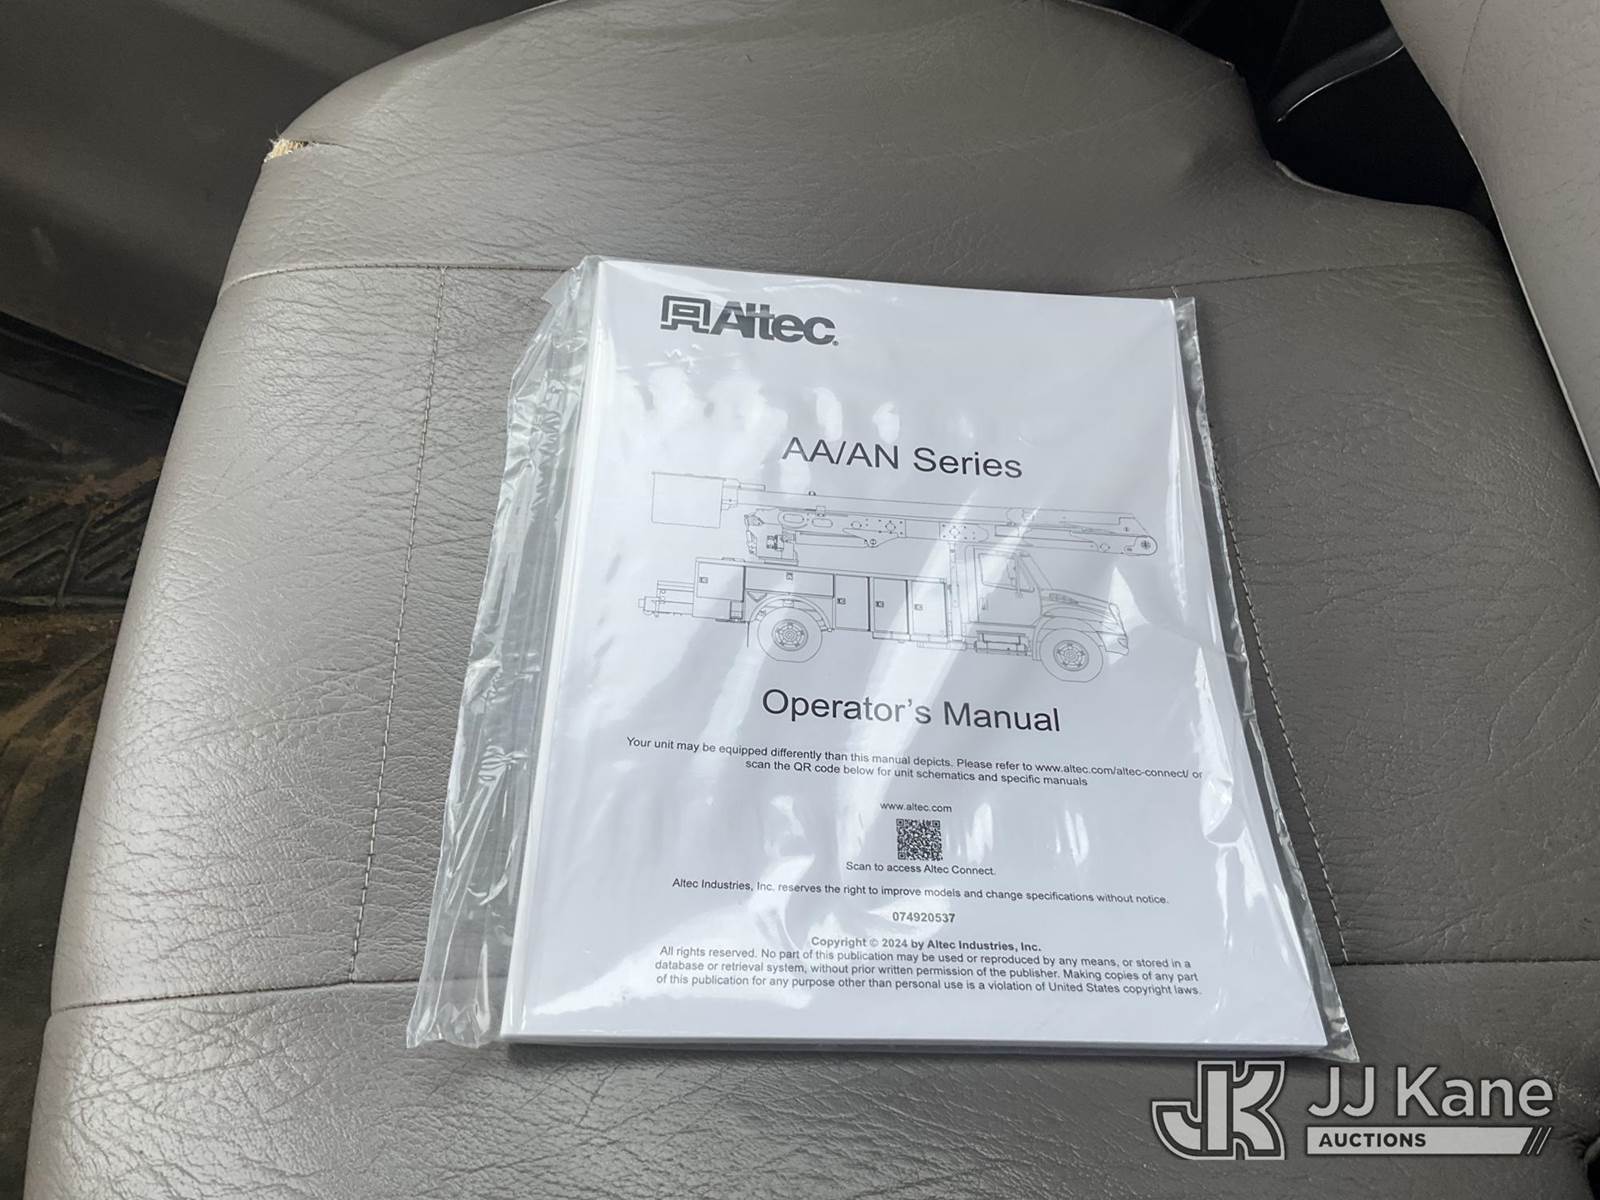 Altec
AA/AN Series
Operator's Manual
Your unit may be equipped differently than this manual depicts. Please refer to www.altec.com/altec-connect/ or
scan the QR code below for unit schematics and specific manuals
www.altec.com
Scan to access Altec Connect.
Altec Industries, Inc. reserves the right to improve models and change specifications without notice.
074920537
Copyright © 2024 by Altec Industries, Inc.
All rights reserved. No part of this publication may be used or reproduced by any means, or stored in a
database or retrieval system, without prior written permission of the publisher. Making copies of any part
of this publication for any purpose other than personal use is a violation of United States copyright laws.
JK JJ Kane
AUCTIONS